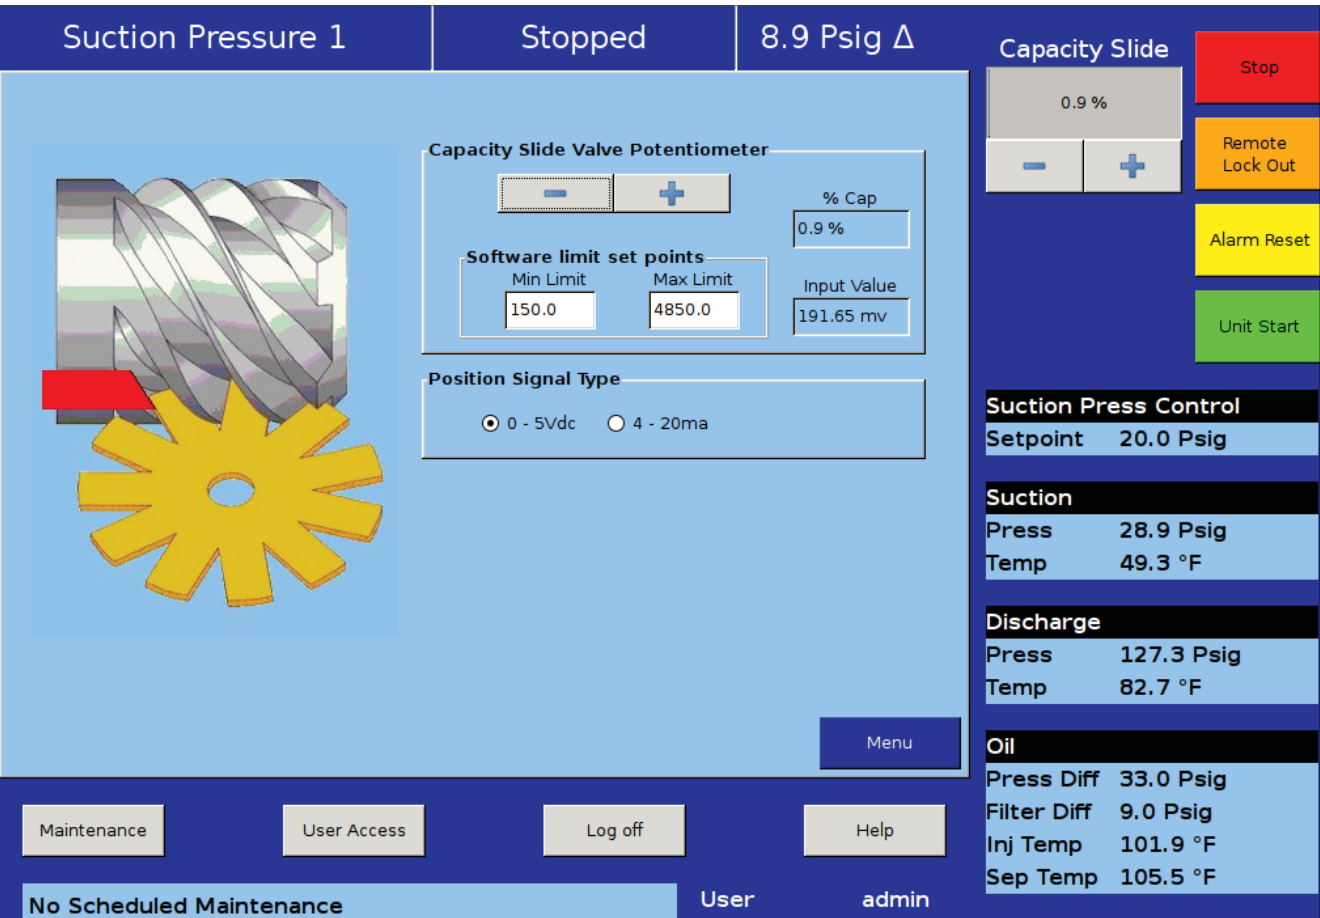 Suction Pressure 1
Stopped
8.9 Psig Δ
Capacity Slide
0.9 %
Stop
Remote
Lock Out
Alarm Reset
Unit Start
Capacity Slide Valve Potentiometer
% Cap
0.9 %
Software limit set points
Min Limit
Max Limit
150.0
4850.0
Input Value
191.65 mv
Position Signal Type
0 - 5Vdc
4 - 20ma
Menu
Suction Press Control
Setpoint 20.0 Psig
Suction
Press 28.9 Psig
Temp 49.3 °F
Discharge
Press 127.3 Psig
Temp 82.7 °F
Oil
Press Diff 33.0 Psig
Filter Diff 9.0 Psig
Inj Temp 101.9 °F
Sep Temp 105.5 °F
Maintenance
User Access
Log off
Help
No Scheduled Maintenance
User admin